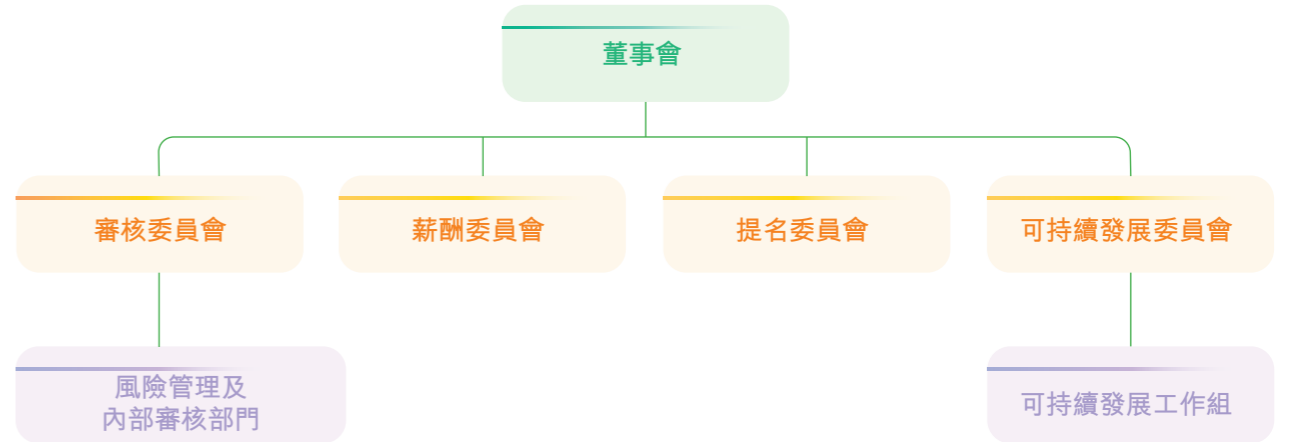 董事會
審核委員會
薪酬委員會
提名委員會
可持續發展委員會
風險管理及
內部審核部門
可持續發展工作組